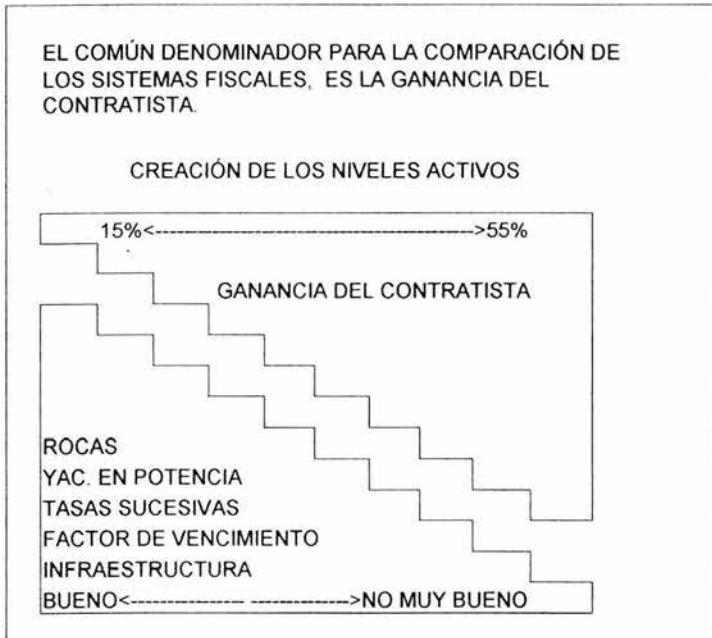 EL COMÚN DENOMINADOR PARA LA COMPARACIÓN DE
LOS SISTEMAS FISCALES, ES LA GANANCIA DEL
CONTRATISTA.
CREACIÓN DE LOS NIVELES ACTIVOS
15%<-------------------------------------------->55%
GANANCIA DEL CONTRATISTA
ROCAS
YAC. EN POTENCIA
TASAS SUCESIVAS
FACTOR DE VENCIMIENTO
INFRAESTRUCTURA
BUENO<--------------- ------------->NO MUY BUENO